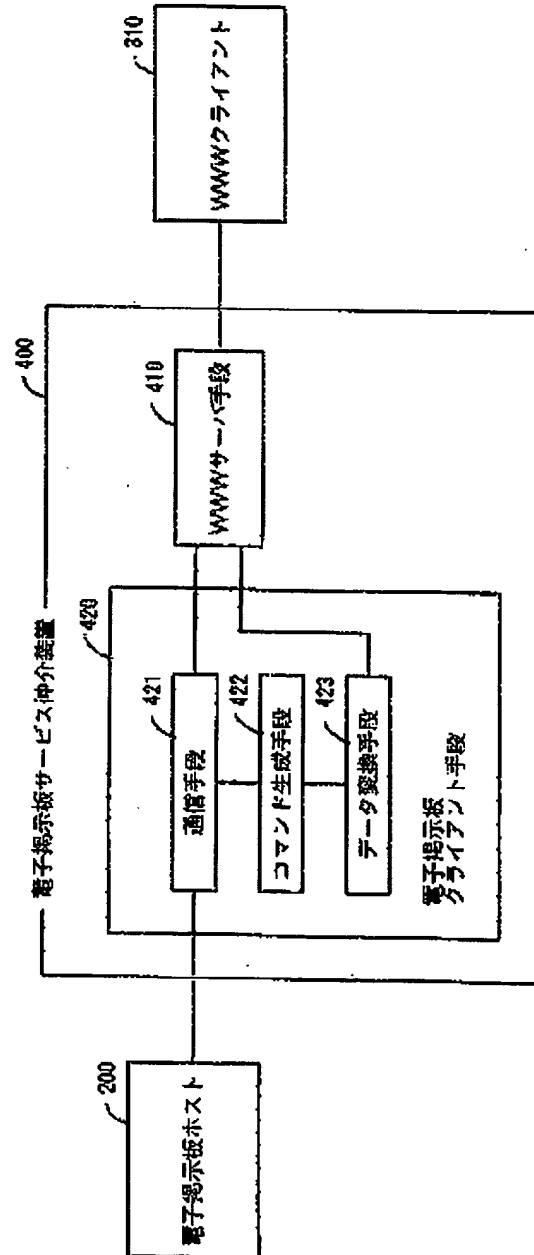 電子掲示板ホスト
200
電子掲示板サービス仲介装置
400
420
通信手段
421
コマンド生成手段
422
データ変換手段
423
電子掲示板
クライアント手段
WWWサーバ手段
410
WWWクライアント
310